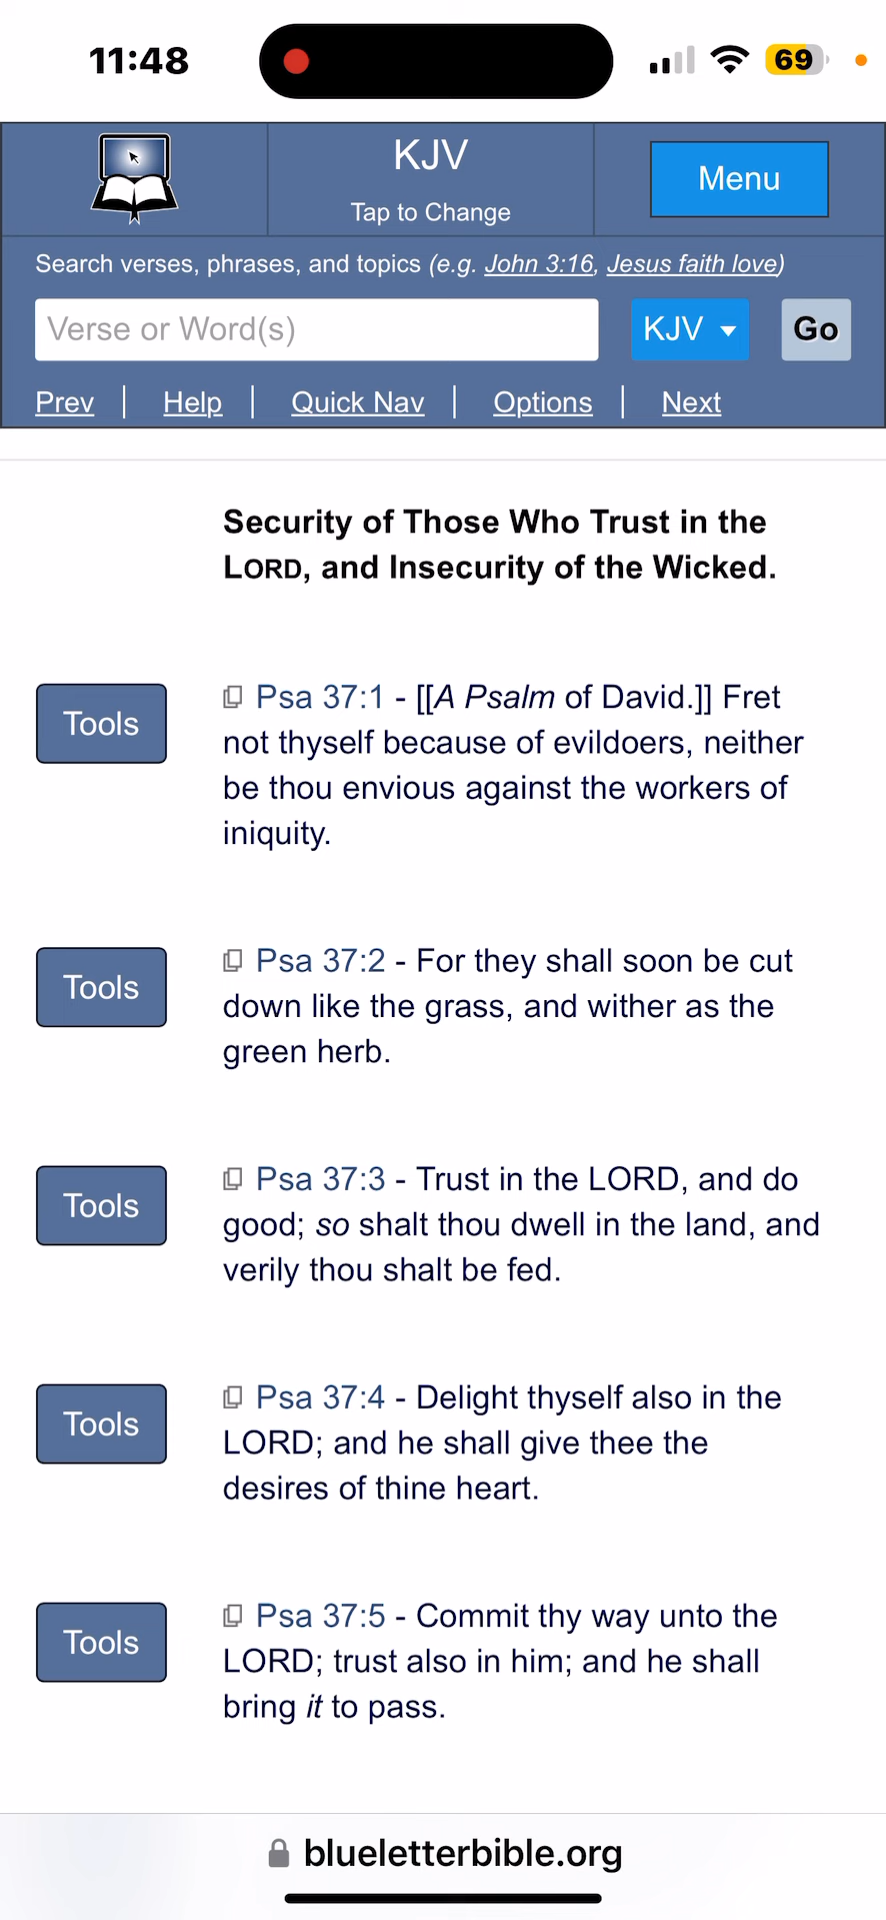 11:48
69
KJV
Tap to Change
Menu
Search verses, phrases, and topics (e.g. John 3:16, Jesus faith love)
Verse or Word(s)
KJV
Go
Prev | Help | Quick Nav | Options | Next
Security of Those Who Trust in the
LORD, and Insecurity of the Wicked.
Tools
Psa 37:1 - [[A Psalm of David.]] Fret
not thyself because of evildoers, neither
be thou envious against the workers of
iniquity.
Tools
Psa 37:2 - For they shall soon be cut
down like the grass, and wither as the
green herb.
Tools
Psa 37:3 - Trust in the LORD, and do
good; so shalt thou dwell in the land, and
verily thou shalt be fed.
Tools
Psa 37:4 - Delight thyself also in the
LORD; and he shall give thee the
desires of thine heart.
Tools
Psa 37:5 - Commit thy way unto the
LORD; trust also in him; and he shall
bring it to pass.
blueletterbible.org